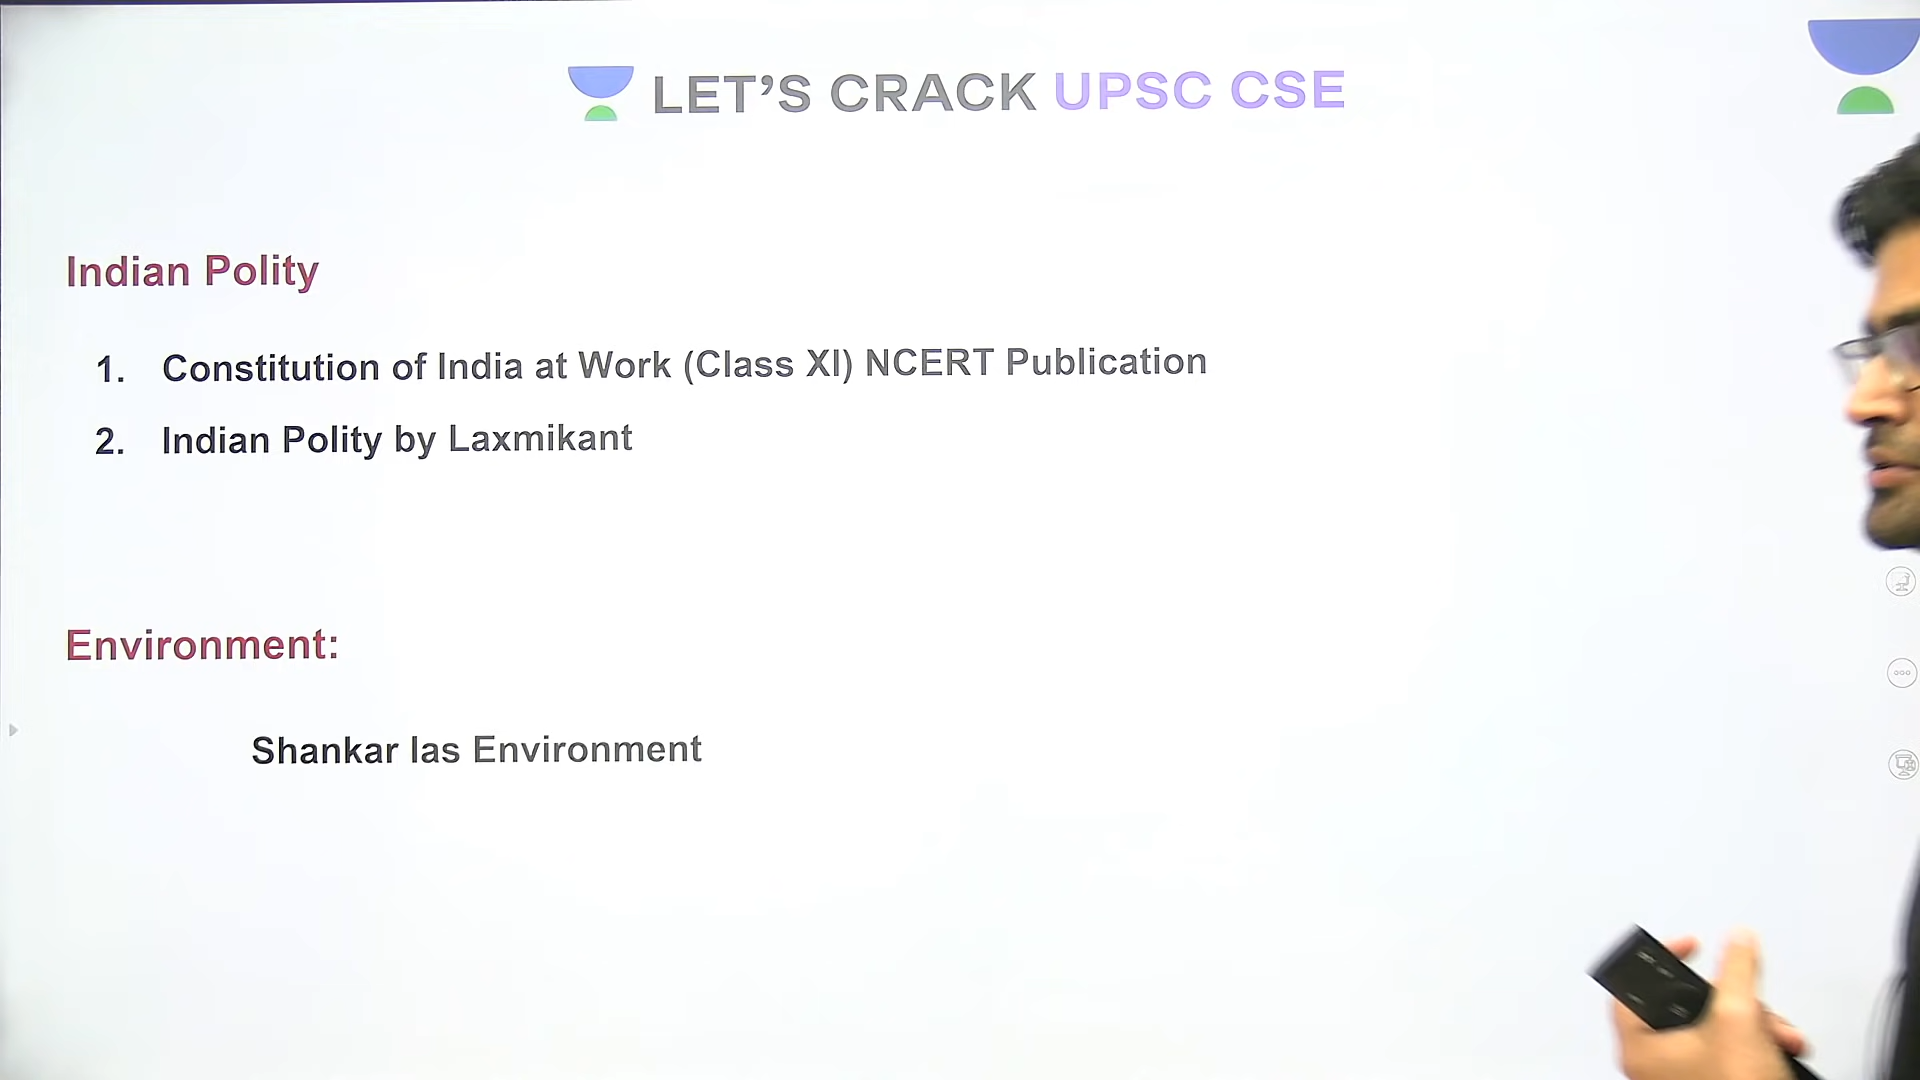 LET’S CRACK UPSC CSE
Indian Polity
1. Constitution of India at Work (Class XI) NCERT Publication
2. Indian Polity by Laxmikant
Environment:
Shankar Ias Environment